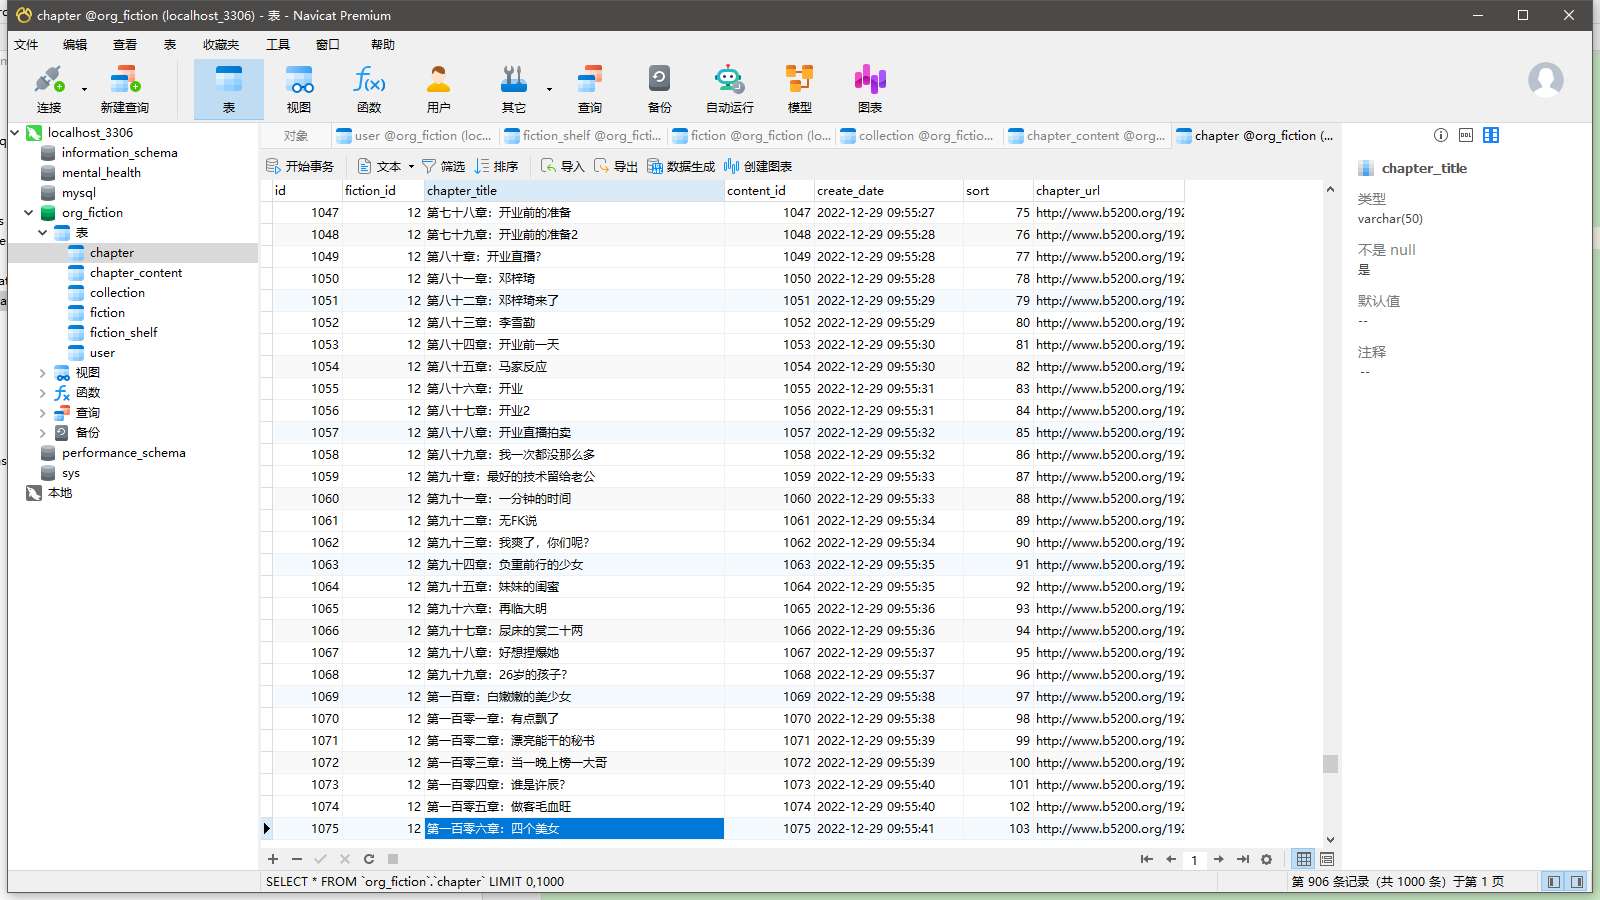 chapter @org_fiction (localhost_3306) - 表 - Navicat Premium
文件 编辑 查看 表 收藏夹 工具 窗口 帮助
连接 新建查询 表 视图 函数 用户 其它 查询 备份 自动运行 模型 图表
localhost_3306
information_schema
mental_health
mysql
org_fiction
表
chapter
chapter_content
collection
fiction
fiction_shelf
user
视图
函数
查询
备份
performance_schema
sys
本地
对象 user @org_fiction (loc... fiction_shelf @org_ficti... fiction @org_fiction (lo... collection @org_fictio... chapter_content @org... chapter @org_fiction (...
开始事务 文本 筛选 排序 导入 导出 数据生成 创建图表
id fiction_id chapter_title content_id create_date sort chapter_url
1047 12 第七十八章：开业前的准备 1047 2022-12-29 09:55:27 75 http://www.b5200.org/192
1048 12 第七十九章：开业前的准备2 1048 2022-12-29 09:55:28 76 http://www.b5200.org/192
1049 12 第八十章：开业直播？ 1049 2022-12-29 09:55:28 77 http://www.b5200.org/192
1050 12 第八十一章：邓梓琦 1050 2022-12-29 09:55:28 78 http://www.b5200.org/192
1051 12 第八十二章：邓梓琦来了 1051 2022-12-29 09:55:29 79 http://www.b5200.org/192
1052 12 第八十三章：李雪勤 1052 2022-12-29 09:55:29 80 http://www.b5200.org/192
1053 12 第八十四章：开业前一天 1053 2022-12-29 09:55:30 81 http://www.b5200.org/192
1054 12 第八十五章：马家反应 1054 2022-12-29 09:55:30 82 http://www.b5200.org/192
1055 12 第八十六章：开业 1055 2022-12-29 09:55:31 83 http://www.b5200.org/192
1056 12 第八十七章：开业2 1056 2022-12-29 09:55:31 84 http://www.b5200.org/192
1057 12 第八十八章：开业直播拍卖 1057 2022-12-29 09:55:32 85 http://www.b5200.org/192
1058 12 第八十九章：我一次都没那么多 1058 2022-12-29 09:55:32 86 http://www.b5200.org/192
1059 12 第九十章：最好的技术留给老公 1059 2022-12-29 09:55:33 87 http://www.b5200.org/192
1060 12 第九十一章：一分钟的时间 1060 2022-12-29 09:55:33 88 http://www.b5200.org/192
1061 12 第九十二章：无FK说 1061 2022-12-29 09:55:34 89 http://www.b5200.org/192
1062 12 第九十三章：我爽了，你们呢？ 1062 2022-12-29 09:55:34 90 http://www.b5200.org/192
1063 12 第九十四章：负重前行的少女 1063 2022-12-29 09:55:35 91 http://www.b5200.org/192
1064 12 第九十五章：妹妹的闺蜜 1064 2022-12-29 09:55:35 92 http://www.b5200.org/192
1065 12 第九十六章：再临大明 1065 2022-12-29 09:55:36 93 http://www.b5200.org/192
1066 12 第九十七章：尿床的赏二十两 1066 2022-12-29 09:55:36 94 http://www.b5200.org/192
1067 12 第九十八章：好想捏爆她 1067 2022-12-29 09:55:37 95 http://www.b5200.org/192
1068 12 第九十九章：26岁的孩子？ 1068 2022-12-29 09:55:37 96 http://www.b5200.org/192
1069 12 第一百章：白嫩嫩的美少女 1069 2022-12-29 09:55:38 97 http://www.b5200.org/192
1070 12 第一百零一章：有点飘了 1070 2022-12-29 09:55:38 98 http://www.b5200.org/192
1071 12 第一百零二章：漂亮能干的秘书 1071 2022-12-29 09:55:39 99 http://www.b5200.org/192
1072 12 第一百零三章：当一晚上榜一大哥 1072 2022-12-29 09:55:39 100 http://www.b5200.org/192
1073 12 第一百零四章：谁是许辰？ 1073 2022-12-29 09:55:40 101 http://www.b5200.org/192
1074 12 第一百零五章：做客毛血旺 1074 2022-12-29 09:55:40 102 http://www.b5200.org/192
1075 12 第一百零六章：四个美女 1075 2022-12-29 09:55:41 103 http://www.b5200.org/192
1
SELECT * FROM `org_fiction`.`chapter` LIMIT 0,1000
第 906 条记录 (共 1000 条) 于第 1 页
chapter_title
类型
varchar(50)
不是 null
是
默认值
--
注释
--